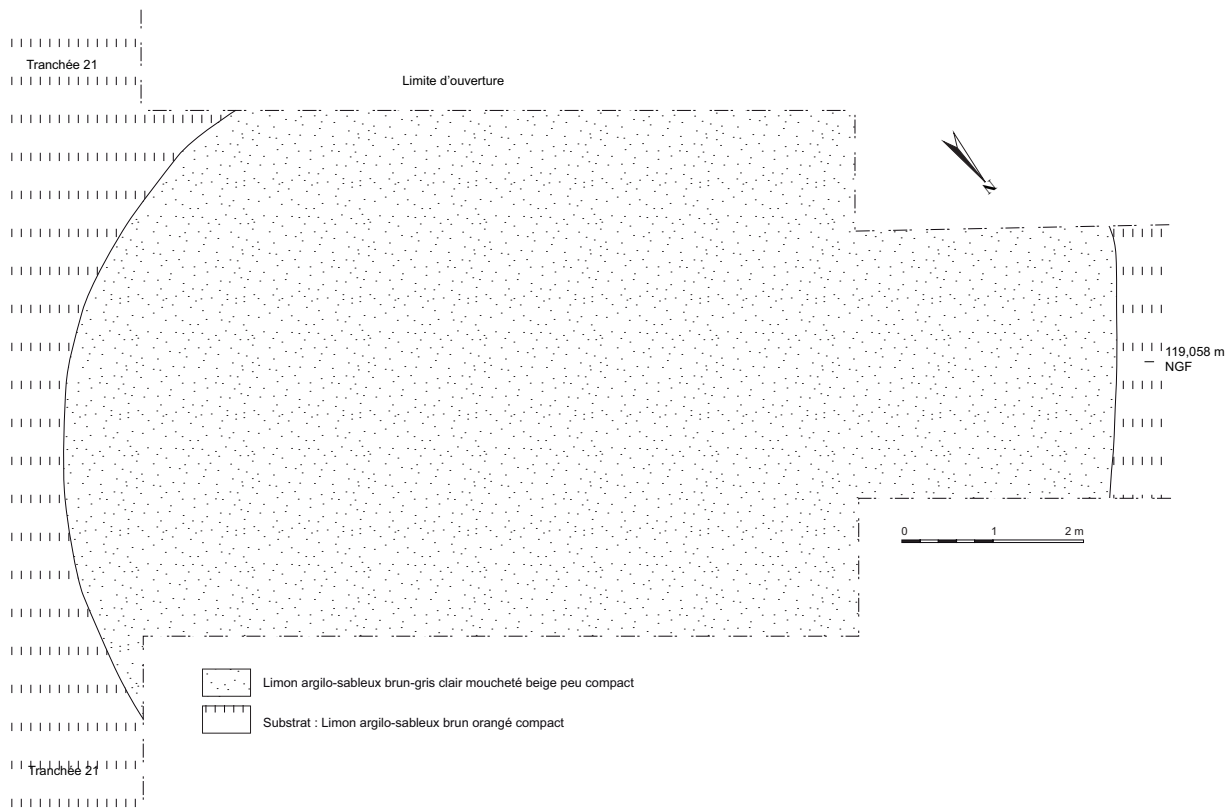 Tranchée 21
Limite d'ouverture
N
119,058 m
NGF
0 1 2 m
Limon argilo-sableux brun-gris clair moucheté beige peu compact
Substrat : Limon argilo-sableux brun orangé compact
Tranchée 21